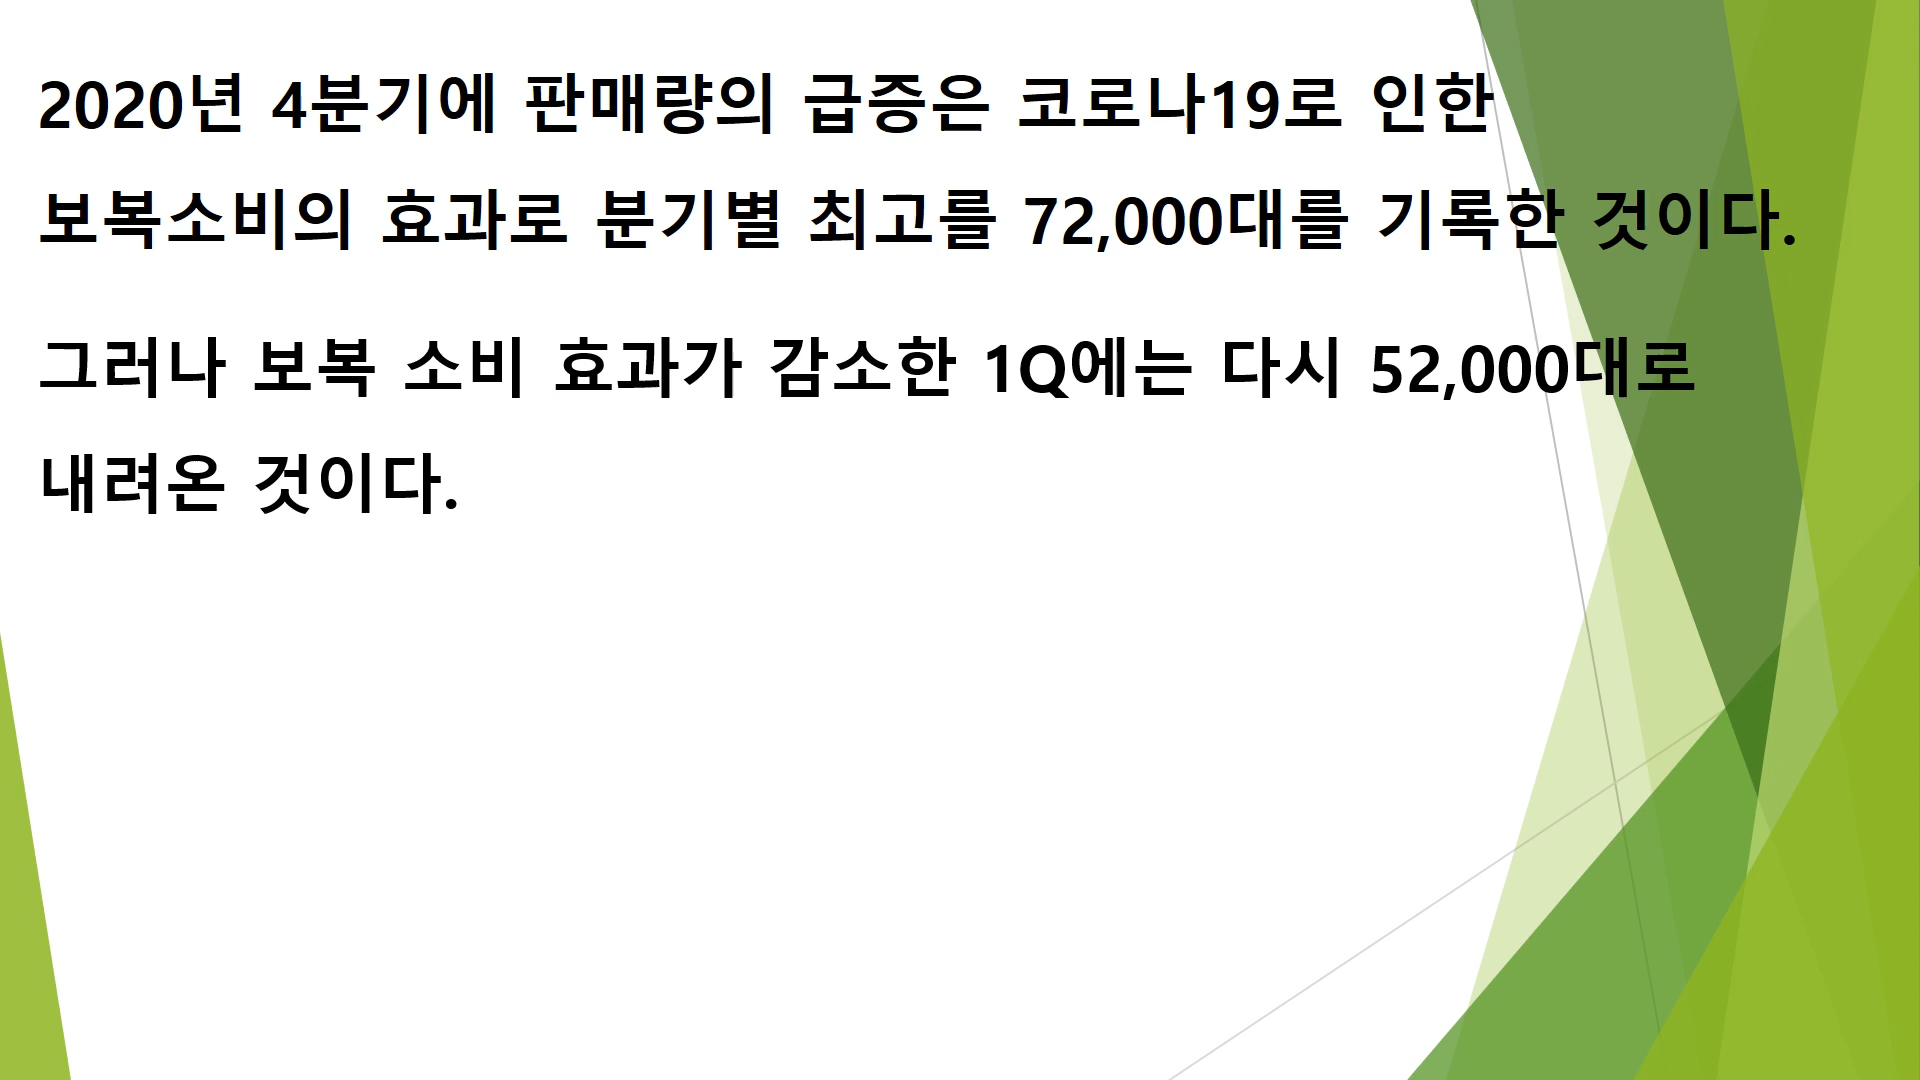 2020년 4분기에 판매량의 급증은 코로나19로 인한
보복소비의 효과로 분기별 최고를 72,000대를 기록한 것이다.
그러나 보복 소비 효과가 감소한 1Q에는 다시 52,000대로
내려온 것이다.